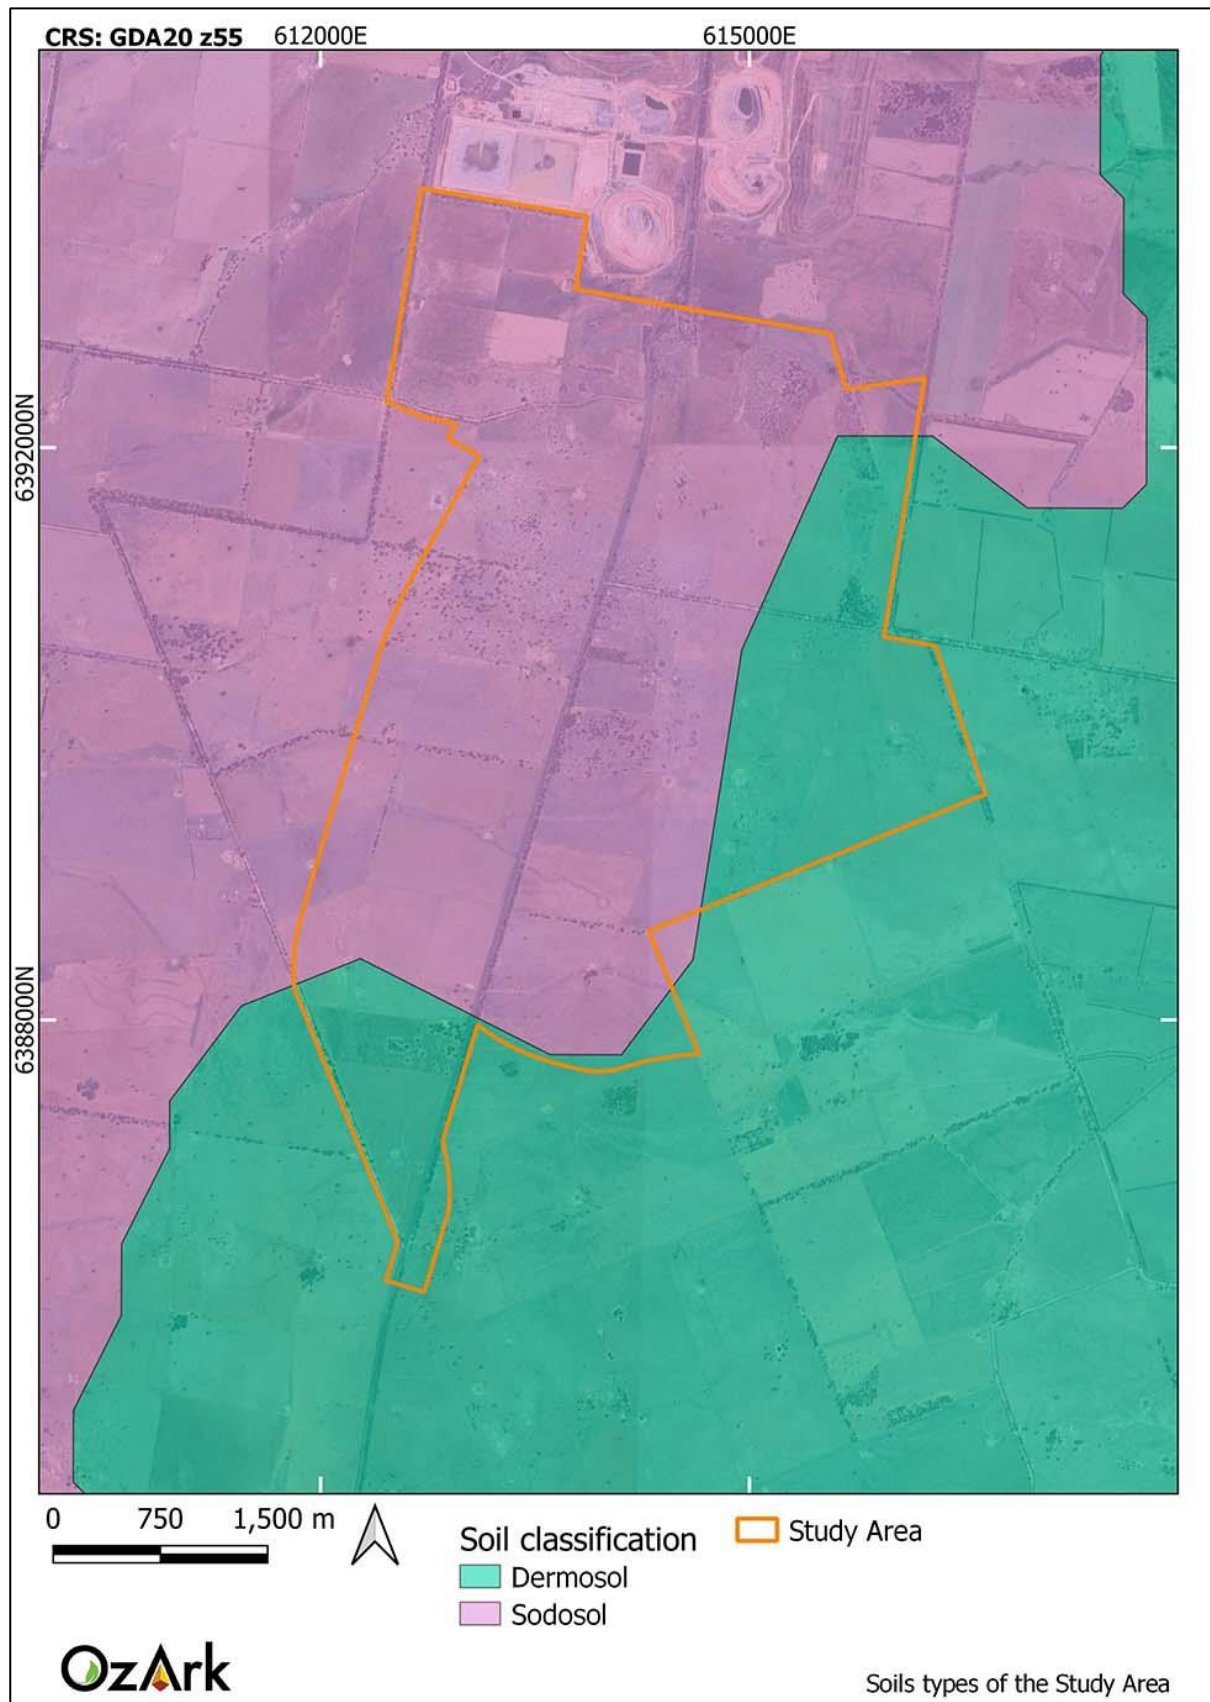 CRS: GDA20 z55 612000E 615000E
6392000N
6388000N
0 750 1,500 m
Soil classification
Dermosol
Sodosol
Study Area
OzArk
Soils types of the Study Area